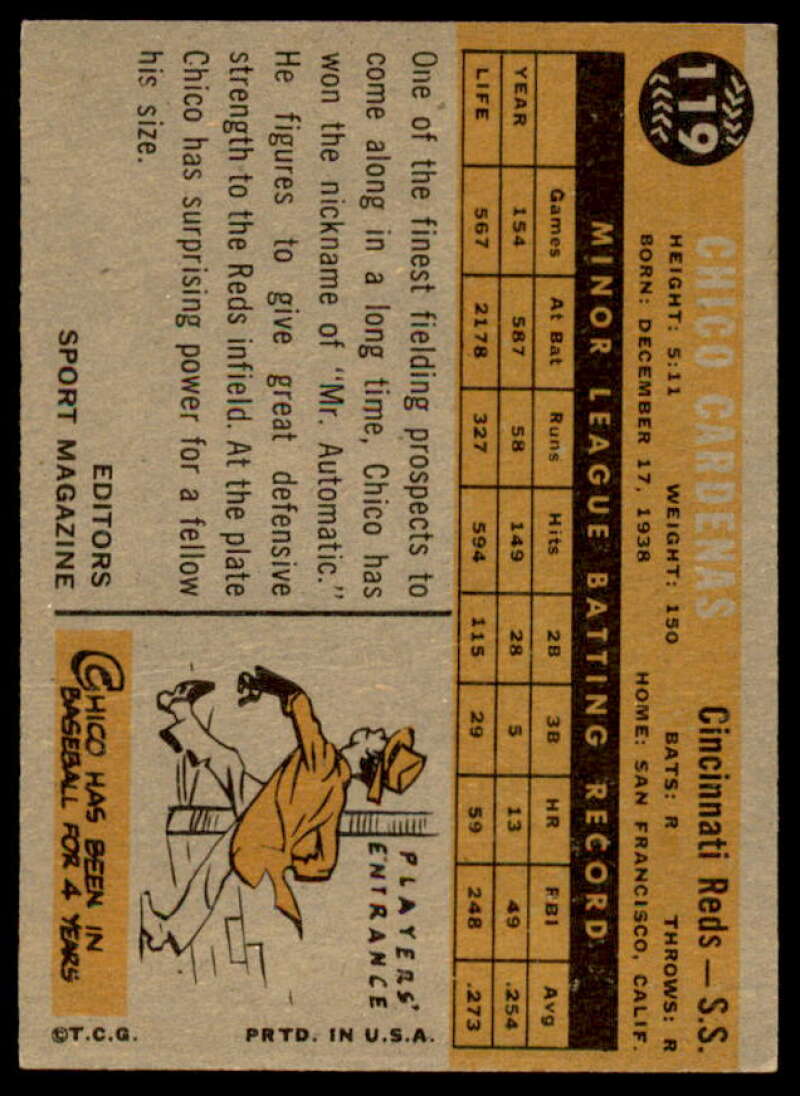 119
CHICO CARDENAS Cincinnati Reds — S.S.
HEIGHT: 5:11 WEIGHT: 150 BATS: R THROWS: R
BORN: DECEMBER 17, 1938 HOME: SAN FRANCISCO, CALIF.
MINOR LEAGUE BATTING RECORD
Games At Bat Runs Hits 2B 3B HR RBI Avg
YEAR 154 587 58 149 28 5 13 49 .254
LIFE 567 2178 327 594 115 29 59 248 .273
One of the finest fielding prospects to
come along in a long time, Chico has
won the nickname of "Mr. Automatic."
He figures to give great defensive
strength to the Reds infield. At the plate
Chico has surprising power for a fellow
his size.
EDITORS
SPORT MAGAZINE
PLAYERS'
ENTRANCE
CHICO HAS BEEN IN
BASEBALL FOR 4 YEARS
©T.C.G. PRTD. IN U.S.A.